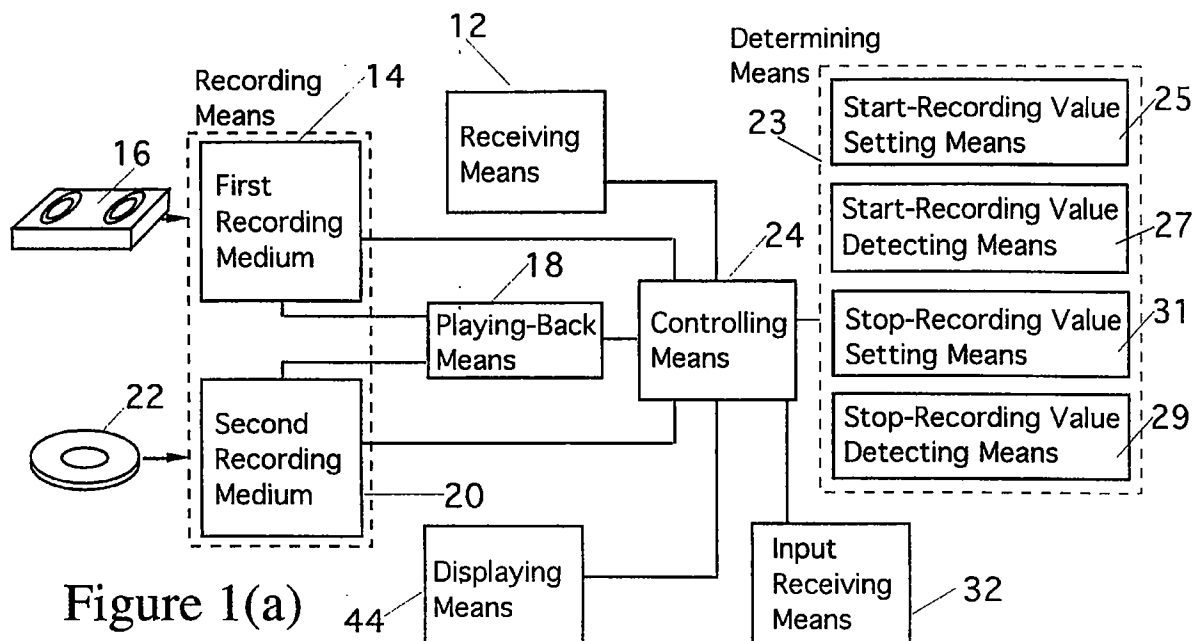 12
Determining
Means
Recording
Means
14
25
Start-Recording Value
Setting Means
23
Receiving
Means
16
First
Recording
Medium
Start-Recording Value
Detecting Means
27
24
18
Playing-Back
Means
Controlling
Means
Stop-Recording Value
Setting Means
31
22
Second
Recording
Medium
Stop-Recording Value
Detecting Means
29
20
Displaying
Means
44
Input
Receiving
Means
32
Figure 1(a)